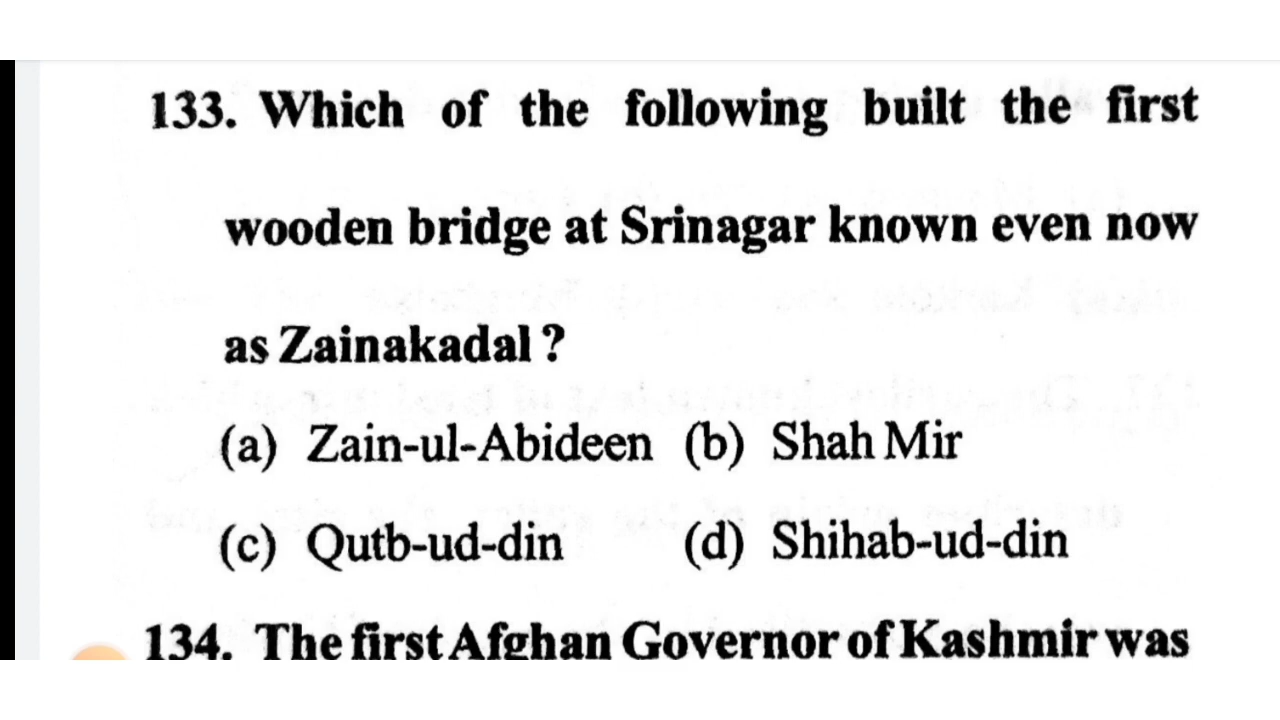 133. Which of the following built the first
wooden bridge at Srinagar known even now
as Zainakadal ?
(a) Zain-ul-Abideen (b) Shah Mir
(c) Qutb-ud-din (d) Shihab-ud-din
134. The first Afghan Governor of Kashmir was